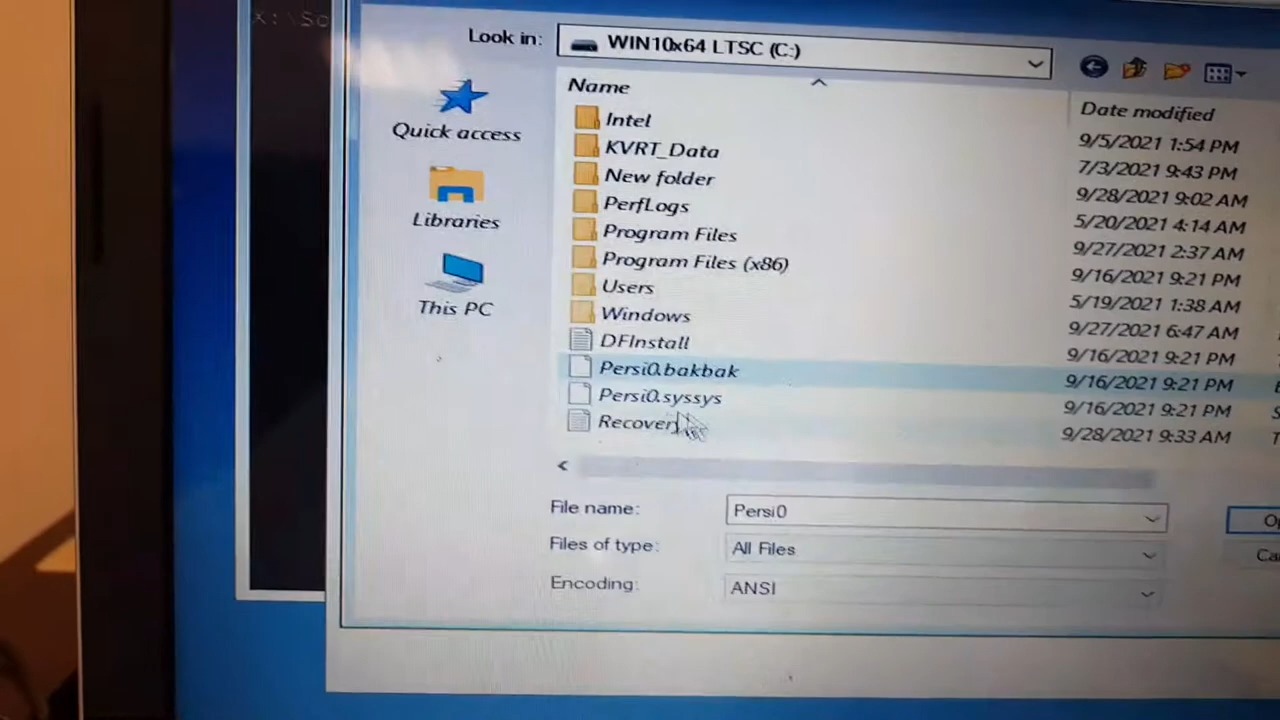 X:\So
Look in: WIN10x64 LTSC (C:)
Name Date modified
Quick access
Libraries
This PC
Intel 9/5/2021 1:54 PM
KVRT_Data 7/3/2021 9:43 PM
New folder 9/28/2021 9:02 AM
PerfLogs 5/20/2021 4:14 AM
Program Files 9/27/2021 2:37 AM
Program Files (x86) 9/16/2021 9:21 PM
Users 5/19/2021 1:38 AM
Windows 9/27/2021 6:47 AM
DFInstall 9/16/2021 9:21 PM
Persi0.bakbak 9/16/2021 9:21 PM
Persi0.syssys 9/16/2021 9:21 PM
Recovery 9/28/2021 9:33 AM
File name: Persi0
Files of type: All Files
Encoding: ANSI